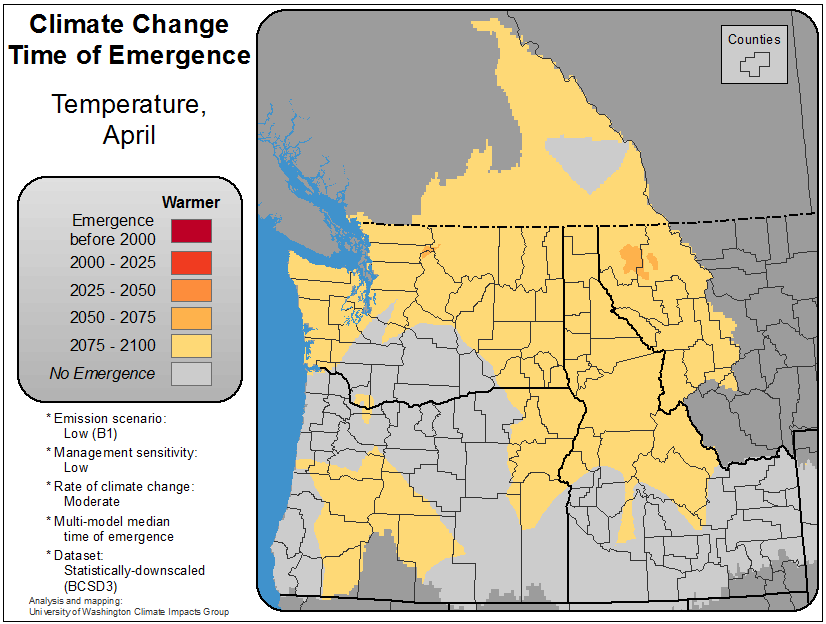 Climate Change
Time of Emergence
Temperature,
April
Counties
Warmer
Emergence
before 2000
2000 - 2025
2025 - 2050
2050 - 2075
2075 - 2100
No Emergence
* Emission scenario:
Low (B1)
* Management sensitivity:
Low
* Rate of climate change:
Moderate
* Multi-model median
time of emergence
* Dataset:
Statistically-downscaled
(BCSD3)
Analysis and mapping:
University of Washington Climate Impacts Group